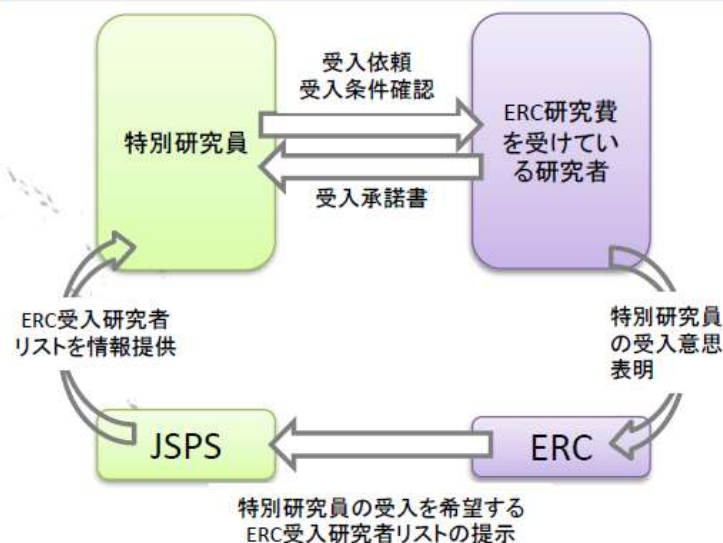 特別研究員
受入依頼
受入条件確認
受入承諾書
ERC研究費
を受けてい
る研究者
ERC受入研究者
リストを情報提供
特別研究員
の受入意思
表明
JSPS
ERC
特別研究員の受入を希望する
ERC受入研究者リストの提示